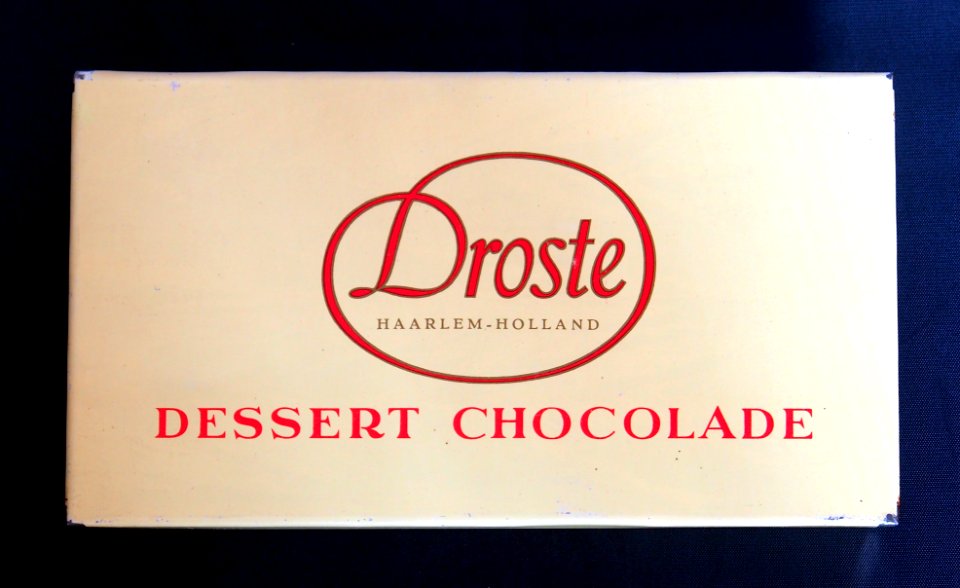 Droste
HAARLEM-HOLLAND
DESSERT CHOCOLADE